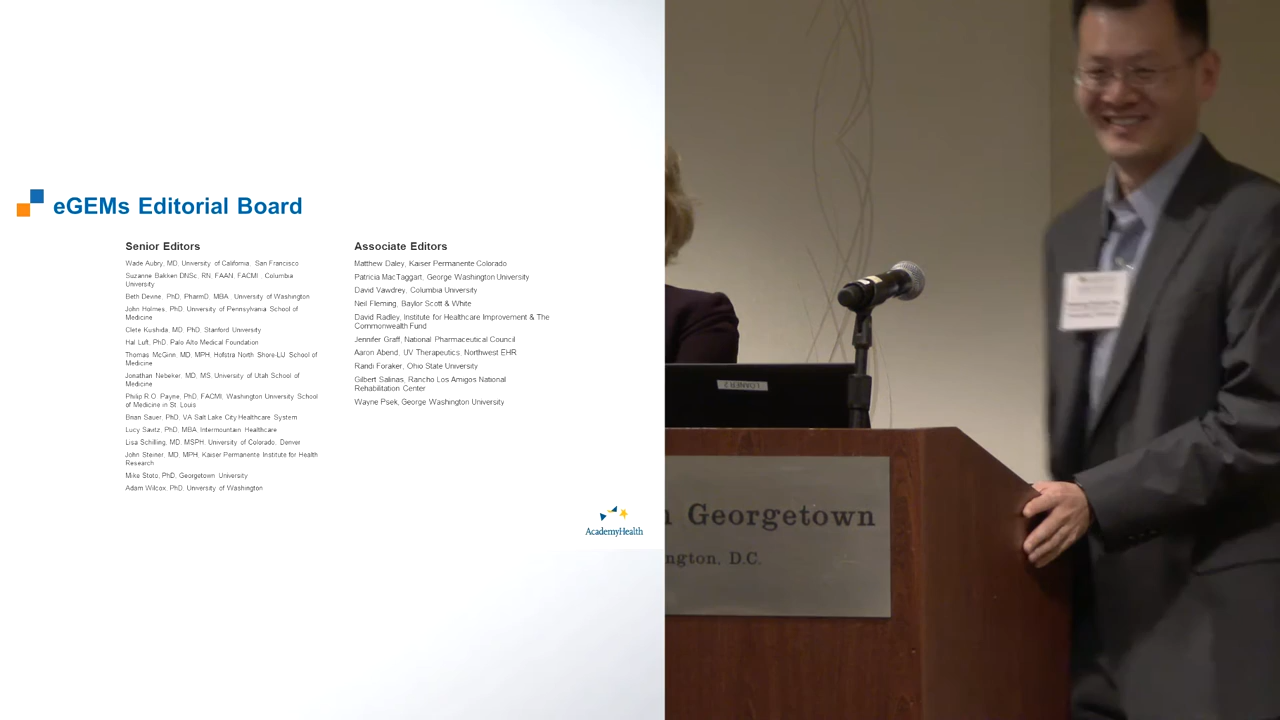 eGEMs Editorial Board
Senior Editors
Wade Aubry, MD, University of California, San Francisco
Suzanne Bakken DNSc, RN, FAAN, FACMI Columbia
University
Beth Devine, PhD, PharmD, MBA University of Washington
John Holmes, PhD, University of Pennsylvania School of
Medicine
Clete Kushida, MD, PhD, Stanford University
Hal Luft, PhD, Palo Alto Medical Foundation
Thomas McGinn, MD, MPH, Hofstra North Shore-LIJ School of
Medicine
Jonathan Nebeker, MD, MS, University of Utah School of
Medicine
Philip R.O. Payne, PhD, FACMI, Washington University School
of Medicine in St. Louis
Brian Sauer, PhD, VA Salt Lake City Healthcare System
Lucy Savitz, PhD, MBA, Intermountain Healthcare
Lisa Schilling, MD, MSPH, University of Colorado, Denver
John Steiner, MD, MPH, Kaiser Permanente Institute for Health
Research
Mike Stoto, PhD, Georgetown University
Adam Wilcox, PhD, University of Washington
Associate Editors
Matthew Daley, Kaiser Permanente Colorado
Patricia MacTaggart, George Washington University
David Vawdrey, Columbia University
Neil Fleming, Baylor Scott & White
David Radley, Institute for Healthcare Improvement & The
Commonwealth Fund
Jennifer Graff, National Pharmaceutical Council
Aaron Abend, UV Therapeutics, Northwest EHR
Randi Foraker, Ohio State University
Gilbert Salinas, Rancho Los Amigos National
Rehabilitation Center
Wayne Psek, George Washington University
AcademyHealth
LOANER 2
n Georgetown
ngton, D.C.